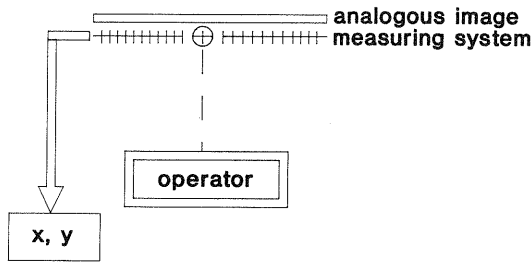 analogous image
measuring system
operator
x, y